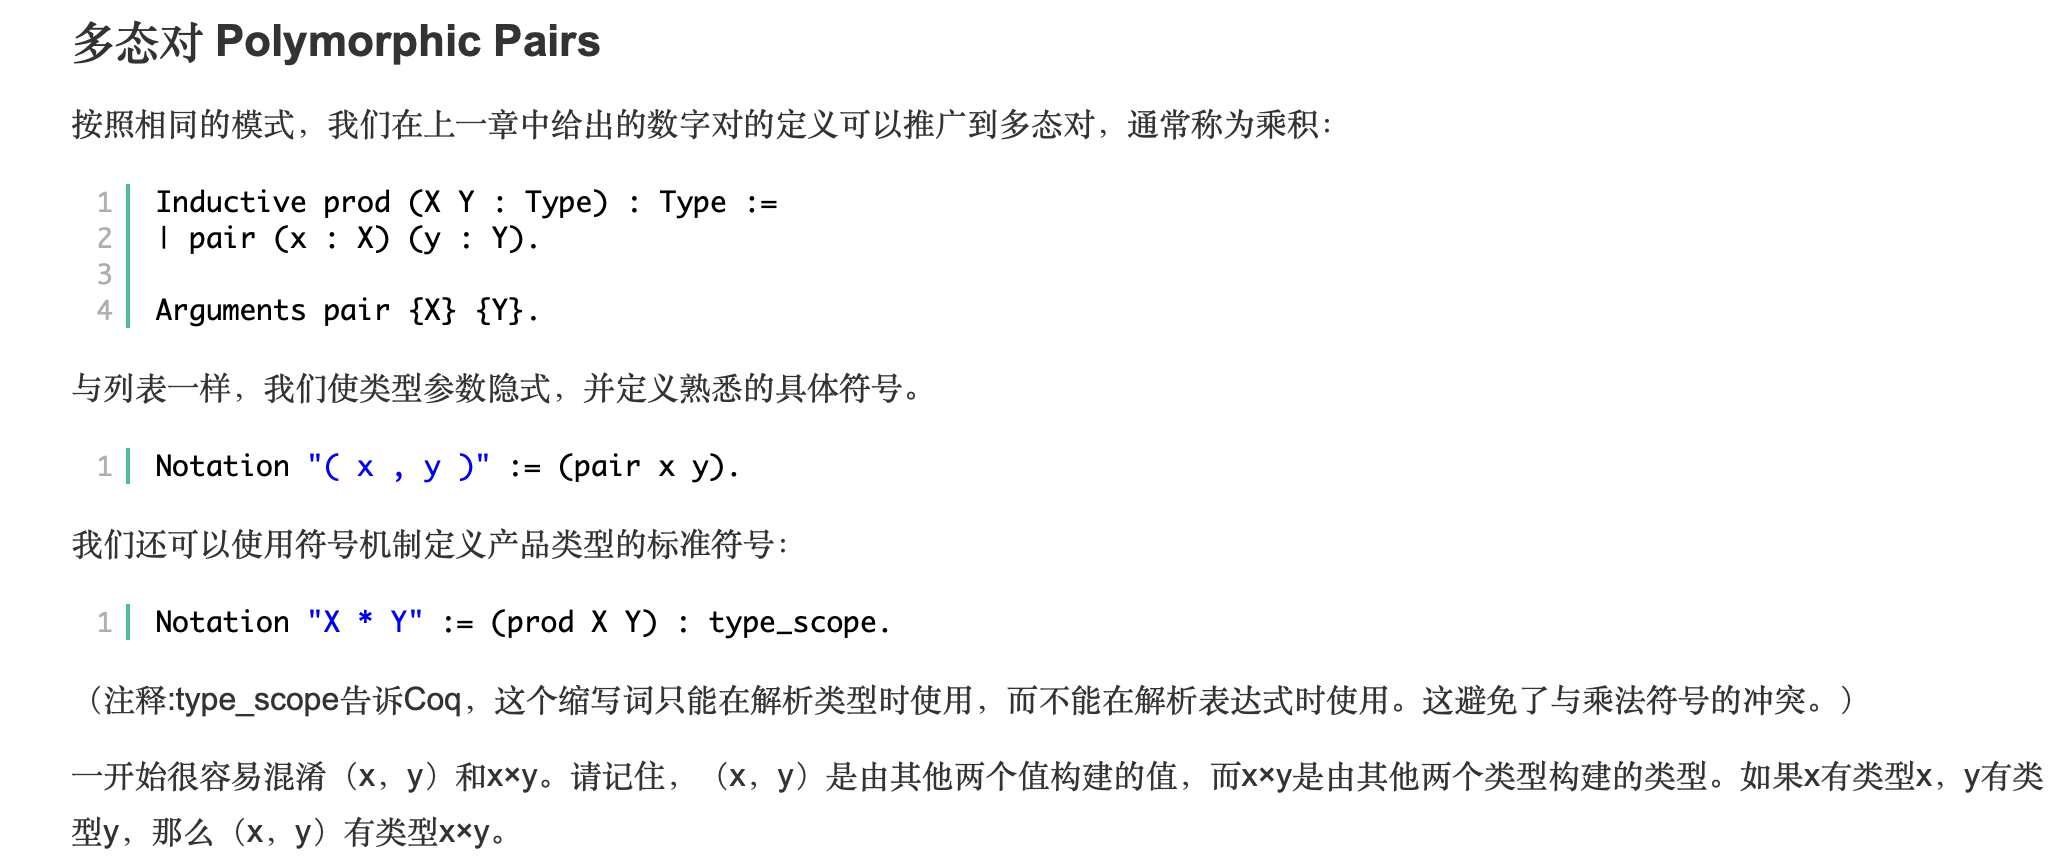 多态对 Polymorphic Pairs
按照相同的模式，我们在上一章中给出的数字对的定义可以推广到多态对，通常称为乘积：
1 Inductive prod (X Y : Type) : Type :=
2 | pair (x : X) (y : Y).
3
4 Arguments pair {X} {Y}.
与列表一样，我们使类型参数隐式，并定义熟悉的具体符号。
1 Notation "( x , y )" := (pair x y).
我们还可以使用符号机制定义产品类型的标准符号：
1 Notation "X * Y" := (prod X Y) : type_scope.
（注释:type_scope告诉Coq，这个缩写词只能在解析类型时使用，而不能在解析表达式时使用。这避免了与乘法符号的冲突。）
一开始很容易混淆（x，y）和x×y。请记住，（x，y）是由其他两个值构建的值，而x×y是由其他两个类型构建的类型。如果x有类型x，y有类
型y，那么（x，y）有类型x×y。